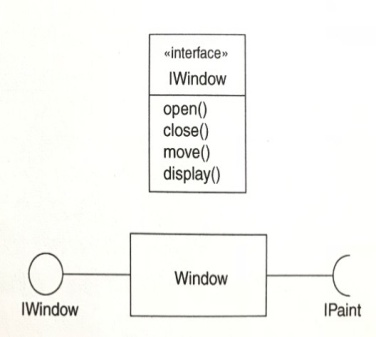 «interface»
IWindow
open()
close()
move()
display()
Window
IWindow
IPaint